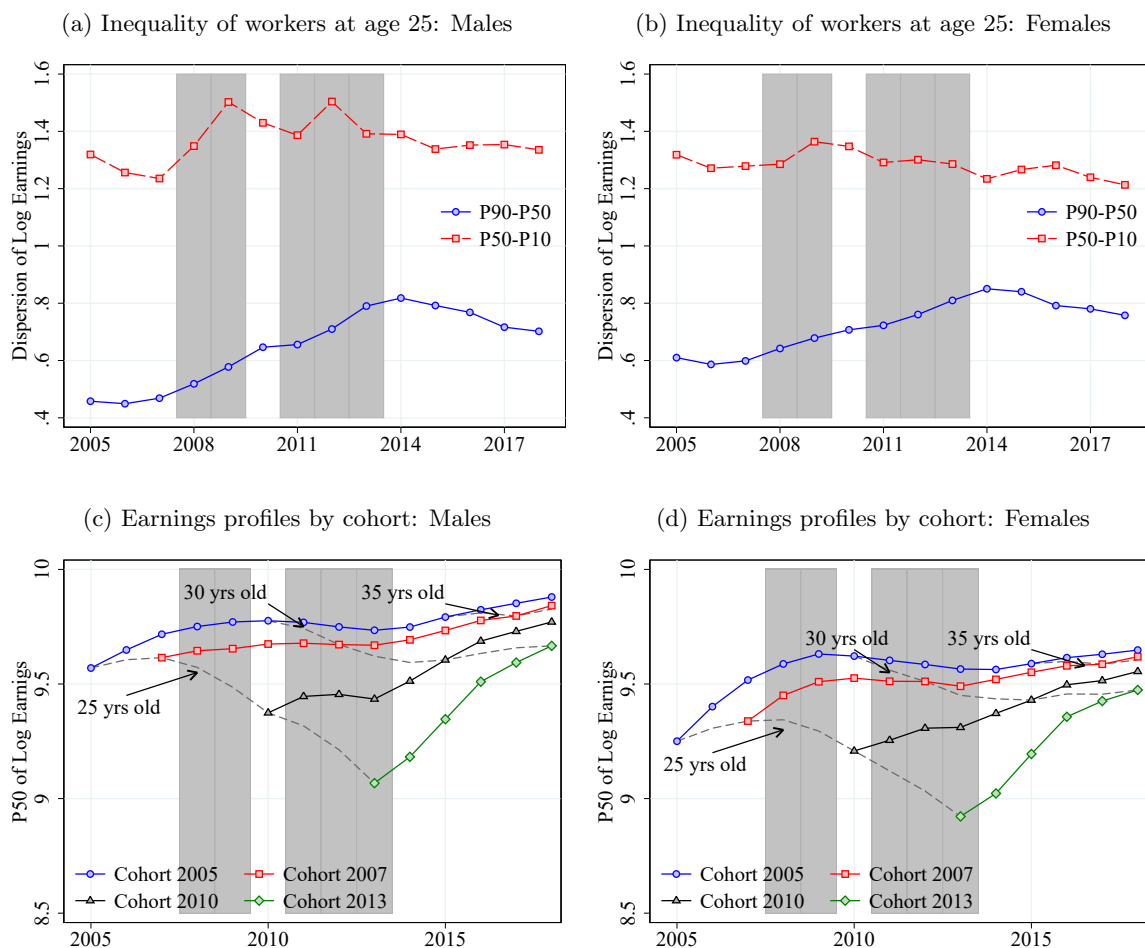 (a) Inequality of workers at age 25: Males
Dispersion of Log Earnings
1.6
1.4
1.2
1
.8
.6
.4
P90-P50
P50-P10
2005 2008 2011 2014 2017
(b) Inequality of workers at age 25: Females
Dispersion of Log Earnings
1.6
1.4
1.2
1
.8
.6
.4
P90-P50
P50-P10
2005 2008 2011 2014 2017
(c) Earnings profiles by cohort: Males
P50 of Log Earnings
10
9.5
9
8.5
30 yrs old
35 yrs old
25 yrs old
Cohort 2005 Cohort 2007
Cohort 2010 Cohort 2013
2005 2010 2015
(d) Earnings profiles by cohort: Females
P50 of Log Earnings
10
9.5
9
8.5
30 yrs old
35 yrs old
25 yrs old
Cohort 2005 Cohort 2007
Cohort 2010 Cohort 2013
2005 2010 2015